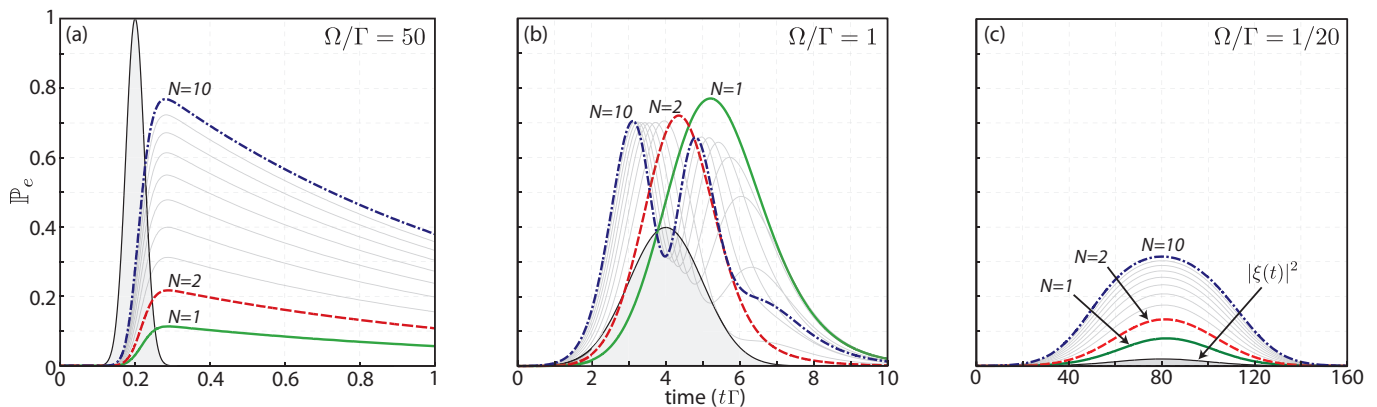 (a)
Ω/Γ = 50
N=10
N=2
N=1
ℙe
1
0.8
0.6
0.4
0.2
0
0 0.2 0.4 0.6 0.8 1
(b)
Ω/Γ = 1
N=1
N=10
N=2
0 2 4 6 8 10
time (tΓ)
(c)
Ω/Γ = 1/20
N=10
N=2
N=1
|ξ(t)|²
0 40 80 120 160